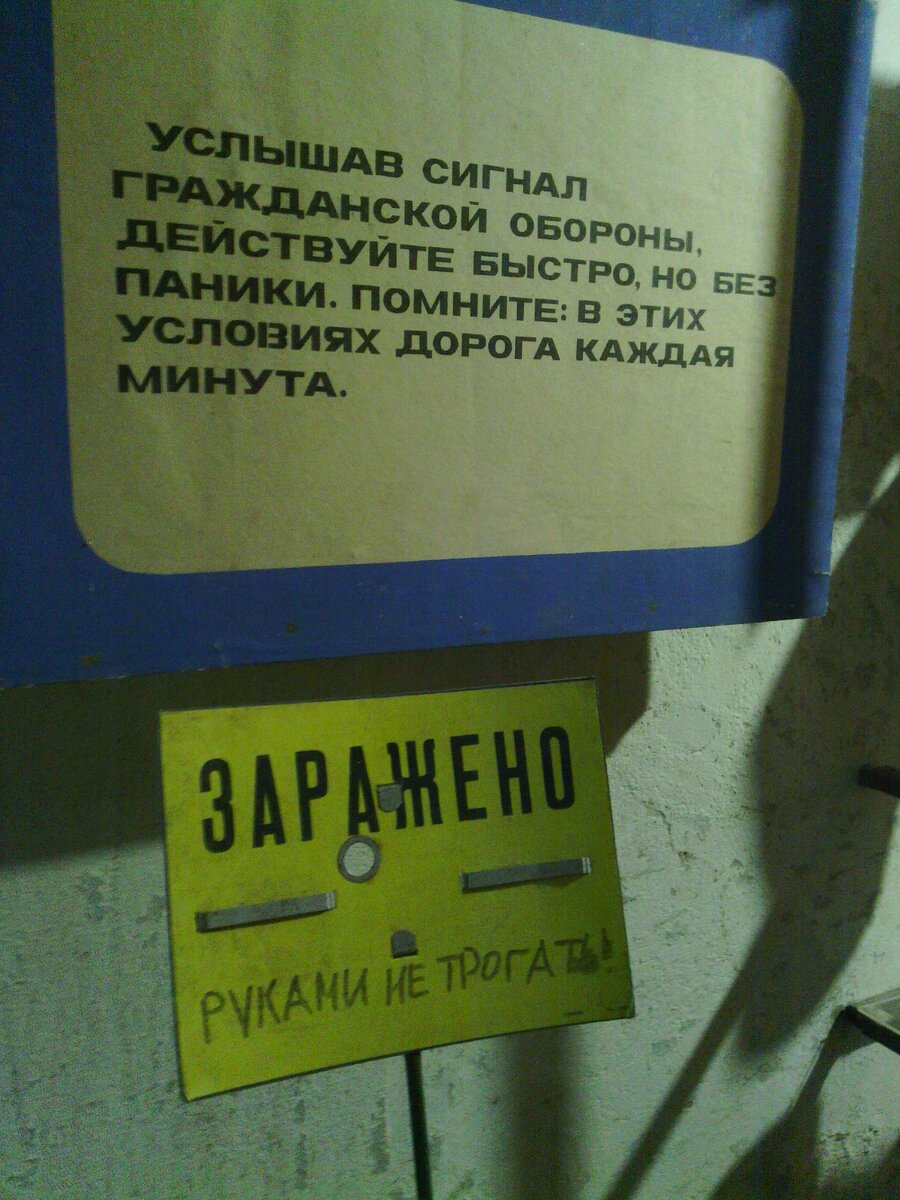 УСЛЫШАВ СИГНАЛ
ГРАЖДАНСКОЙ ОБОРОНЫ,
ДЕЙСТВУЙТЕ БЫСТРО, НО БЕЗ
ПАНИКИ. ПОМНИТЕ: В ЭТИХ
УСЛОВИЯХ ДОРОГА КАЖДАЯ
МИНУТА.
ЗАРАЖЕНО
РУКАМИ НЕ ТРОГАТЬ!